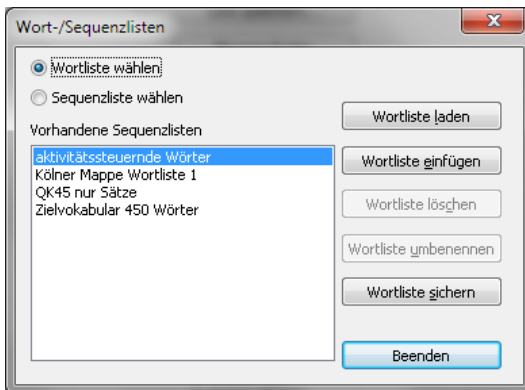 Wort-/Sequenzlisten
Wortliste wählen
Sequenzliste wählen
Vorhandene Sequenzlisten
aktivitätssteuernde Wörter
Kölner Mappe Wortliste 1
QK45 nur Sätze
Zielvokabular 450 Wörter
Wortliste laden
Wortliste einfügen
Wortliste löschen
Wortliste umbenennen
Wortliste sichern
Beenden